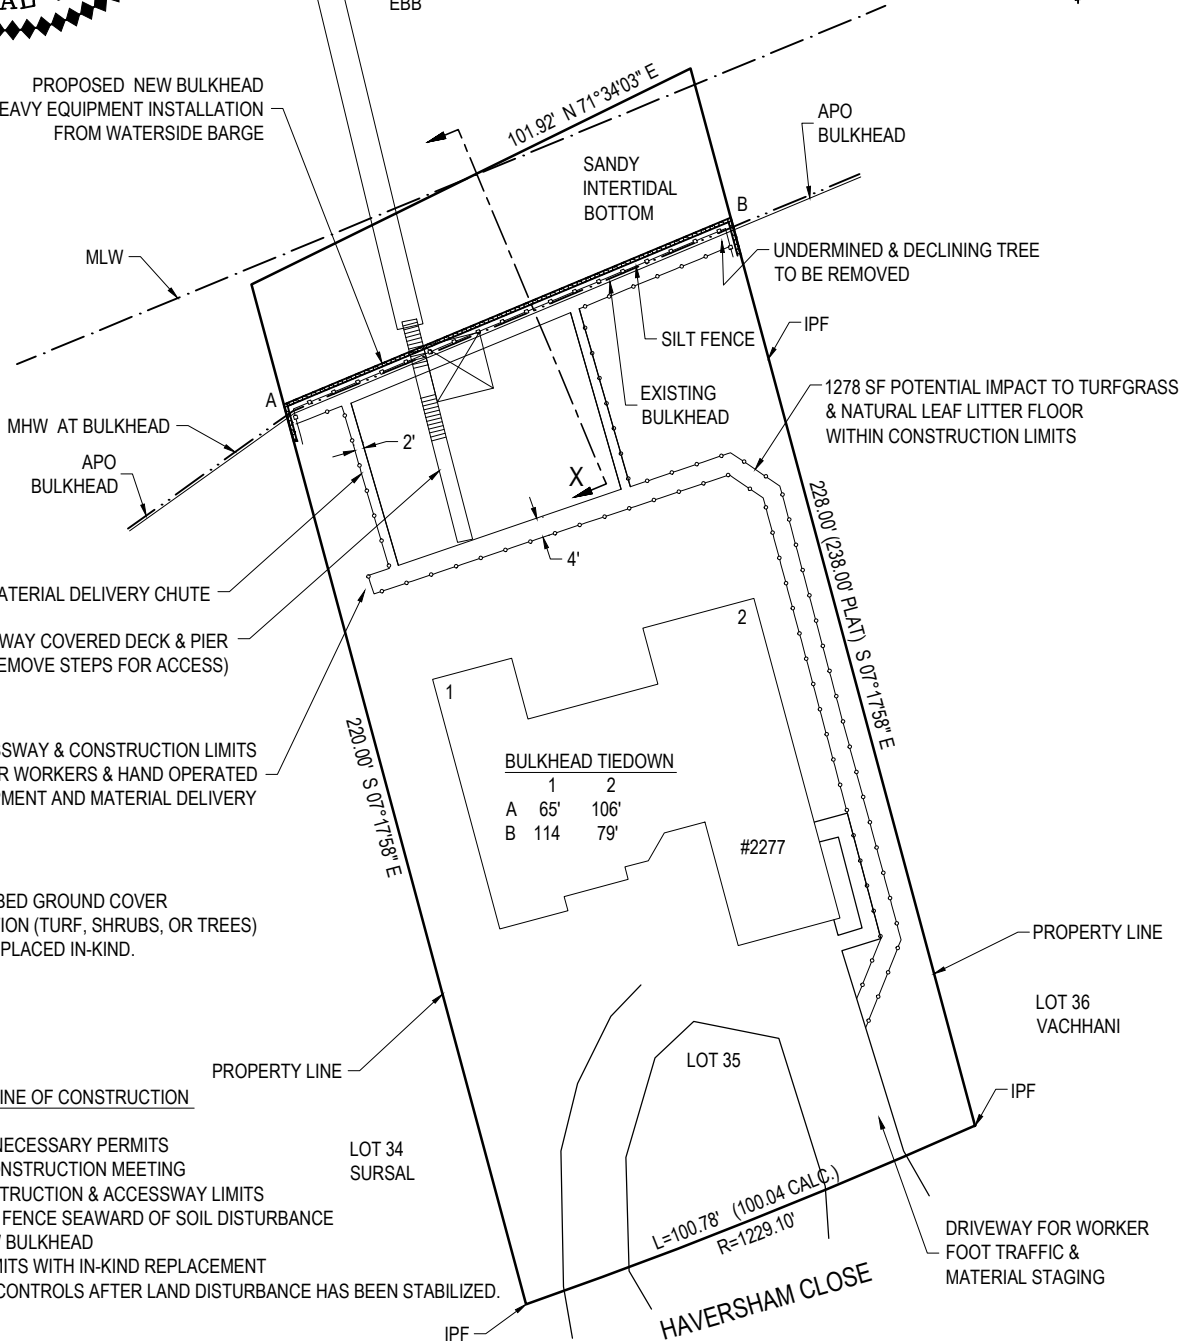 EBB
PROPOSED NEW BULKHEAD
EAVY EQUIPMENT INSTALLATION
FROM WATERSIDE BARGE
101.92' N 71°34'03" E
APO
BULKHEAD
SANDY
INTERTIDAL
BOTTOM
B
MLW
UNDERMINED & DECLINING TREE
TO BE REMOVED
IPF
SILT FENCE
EXISTING
BULKHEAD
1278 SF POTENTIAL IMPACT TO TURFGRASS
& NATURAL LEAF LITTER FLOOR
WITHIN CONSTRUCTION LIMITS
A
MHW AT BULKHEAD
APO
BULKHEAD
2'
X
4'
228.00' (238.00' PLAT) S 07°17'58" E
ATERIAL DELIVERY CHUTE
WAY COVERED DECK & PIER
EMOVE STEPS FOR ACCESS)
1
2
220.00' S 07°17'58" E
SSWAY & CONSTRUCTION LIMITS
R WORKERS & HAND OPERATED
PMENT AND MATERIAL DELIVERY
BULKHEAD TIEDOWN
1 2
A 65' 106'
B 114 79'
#2277
BED GROUND COVER
TION (TURF, SHRUBS, OR TREES)
PLACED IN-KIND.
PROPERTY LINE
LOT 36
VACHHANI
LOT 35
PROPERTY LINE
IPF
INE OF CONSTRUCTION
NECESSARY PERMITS
ONSTRUCTION MEETING
TRUCTION & ACCESSWAY LIMITS
FENCE SEAWARD OF SOIL DISTURBANCE
BULKHEAD
MITS WITH IN-KIND REPLACEMENT
CONTROLS AFTER LAND DISTURBANCE HAS BEEN STABILIZED.
LOT 34
SURSAL
L=100.78' (100.04 CALC.)
R=1229.10'
DRIVEWAY FOR WORKER
FOOT TRAFFIC &
MATERIAL STAGING
HAVERSHAM CLOSE
IPF